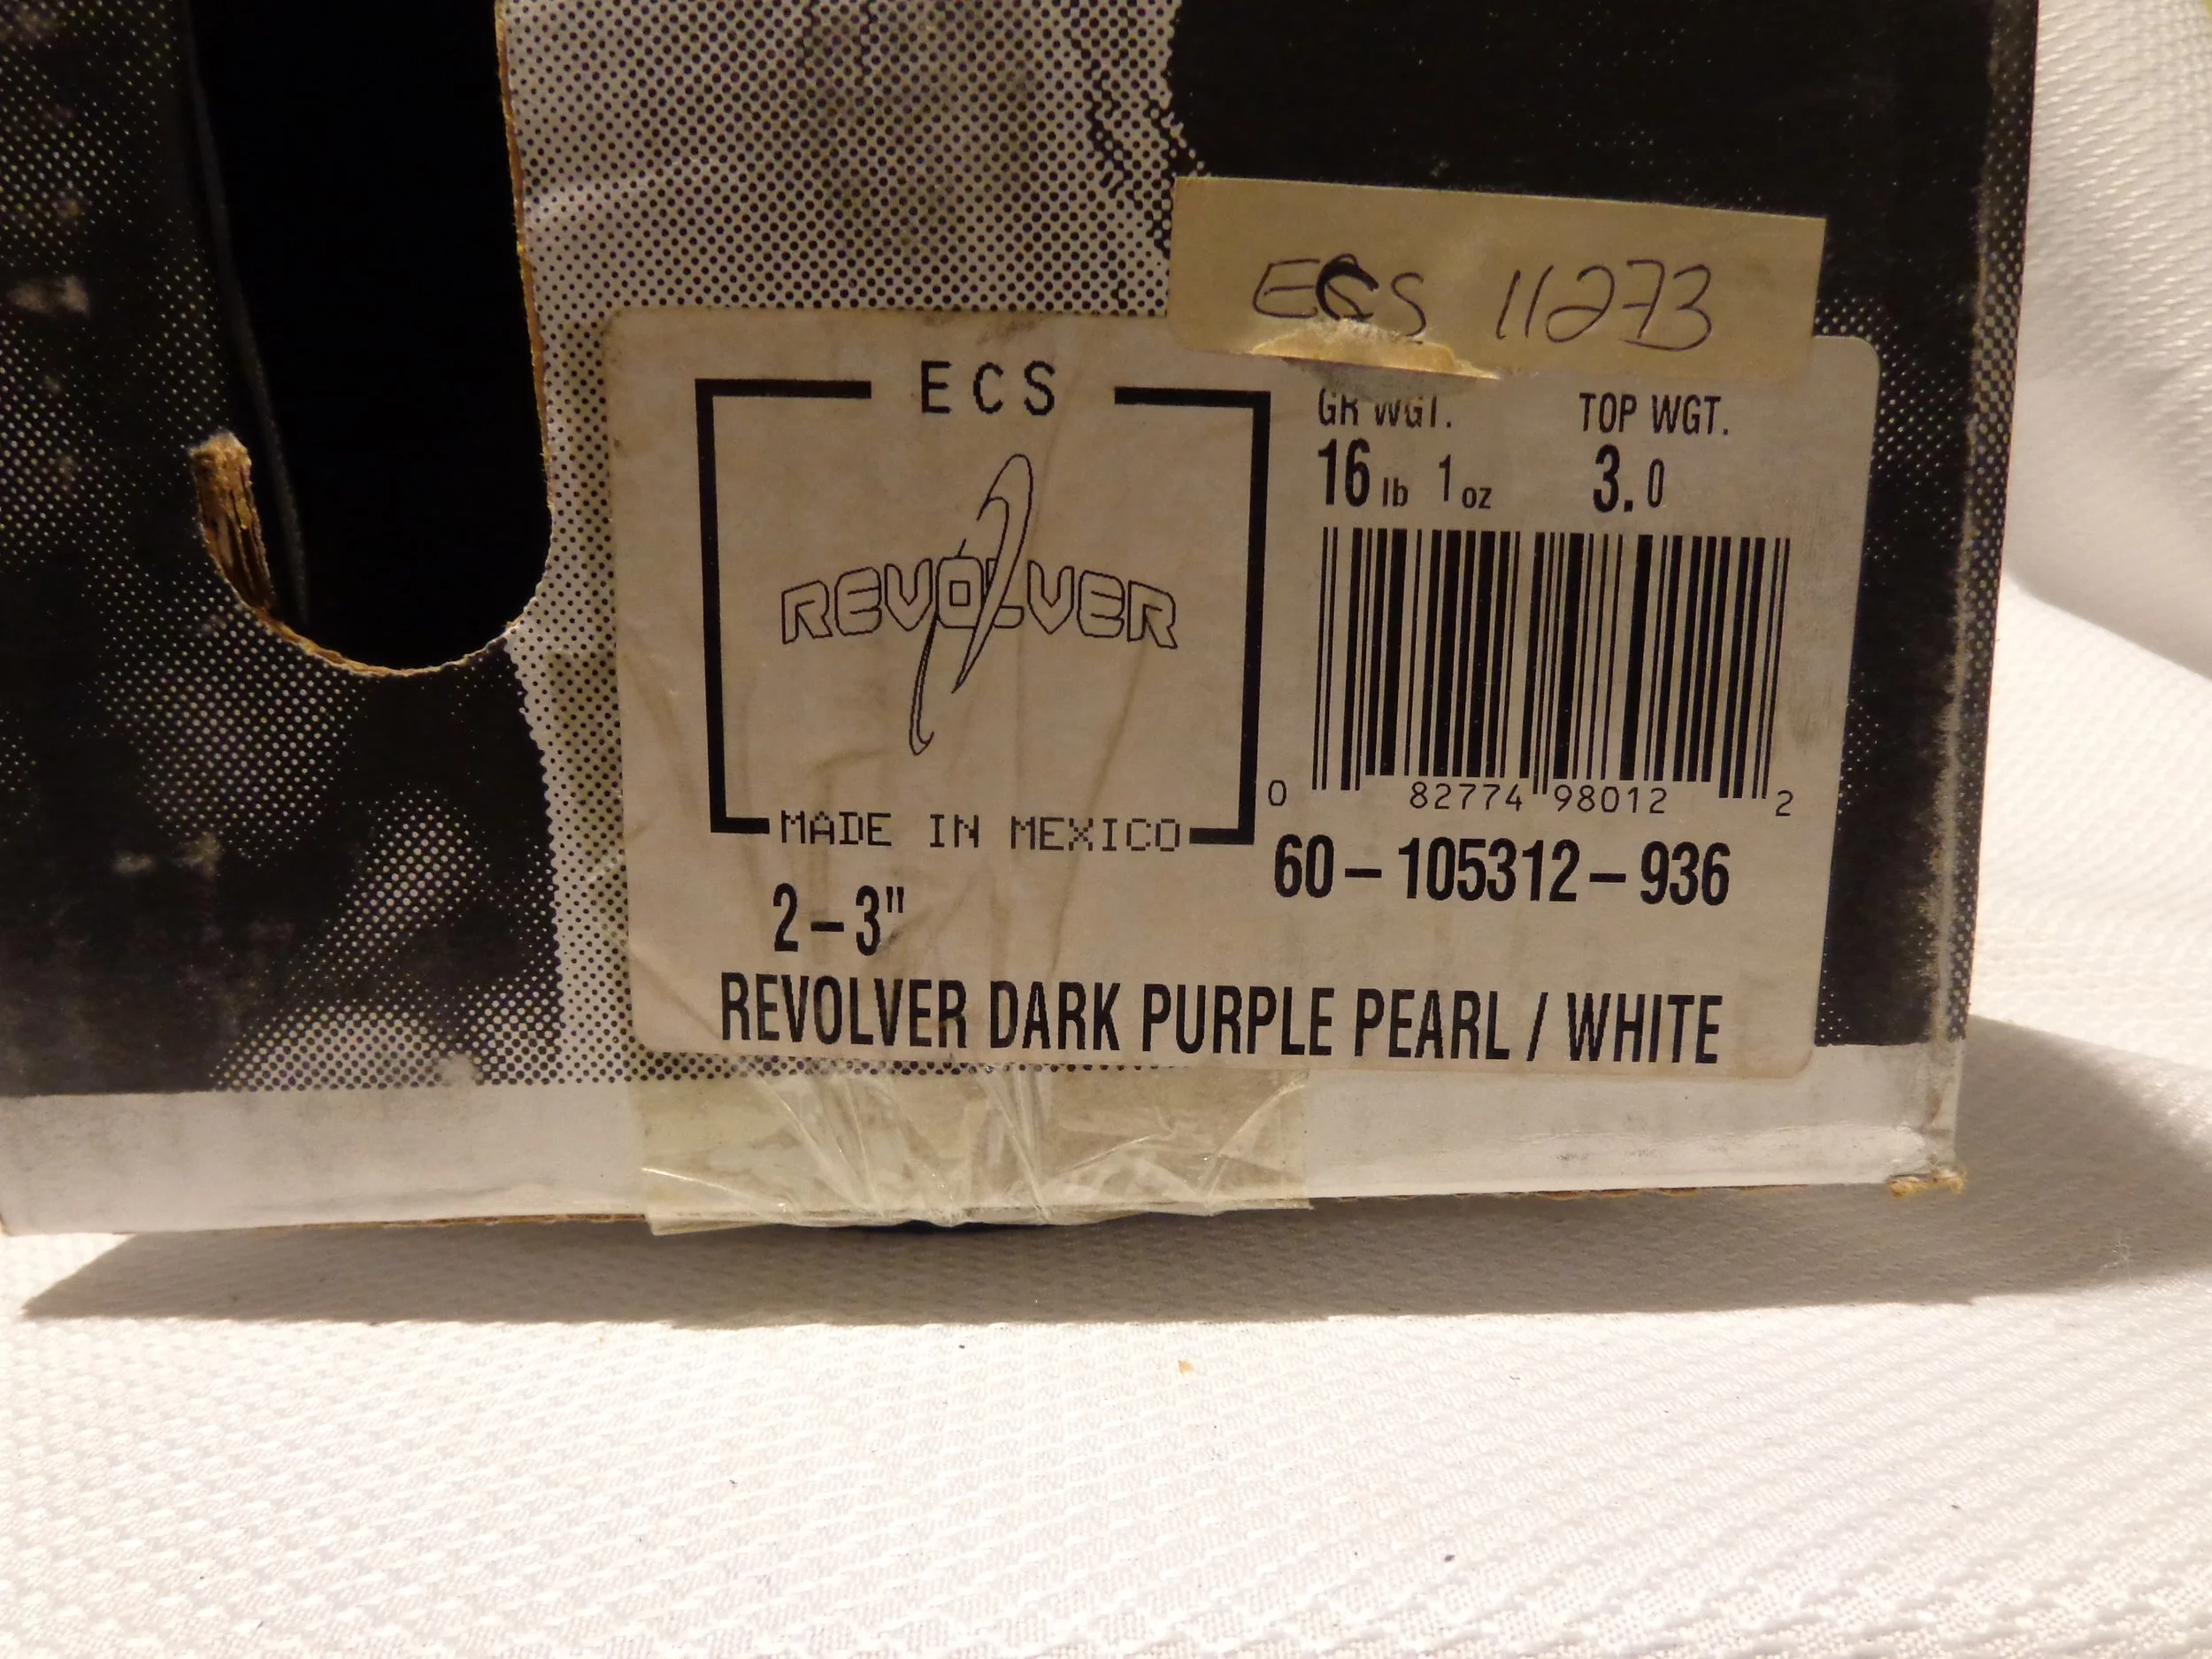 ECS 11273
ECS
REVOLVER
MADE IN MEXICO
GR WGT. TOP WGT.
16 lb 1 oz 3.0
0 82774 98012 2
60-105312-936
2-3"
REVOLVER DARK PURPLE PEARL / WHITE